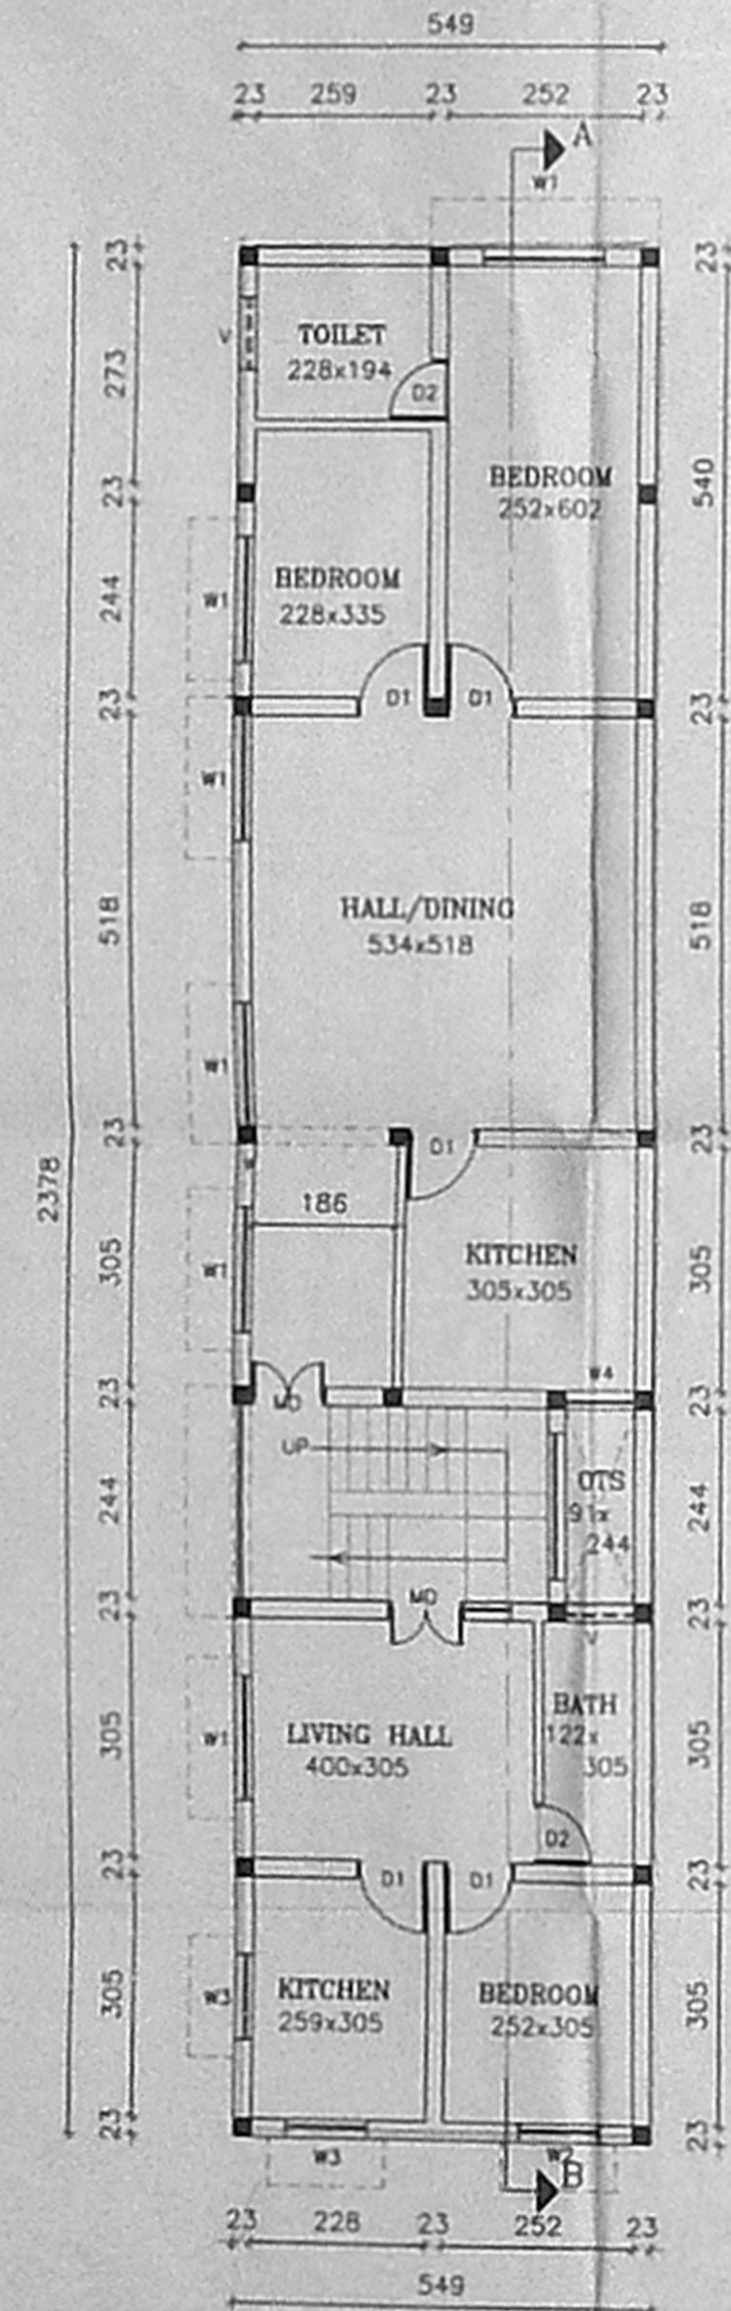 549
23 259 23 252 23
A
W1
23
23
TOILET
228x194
V
D2
273
540
BEDROOM
252x602
23
BEDROOM
228x335
W1
244
D1
D1
23
23
W1
HALL/DINING
534x518
518
518
W1
23
D1
23
2378
186
KITCHEN
305x305
W1
305
305
W4
23
MD
23
UP
OTS
91x
244
244
244
MD
23
23
V
BATH
122x
305
LIVING HALL
400x305
W1
305
305
D2
23
D1
D1
23
KITCHEN
259x305
BEDROOM
252x305
W3
305
305
23
23
W3
W2
B
23 228 23 252 23
549